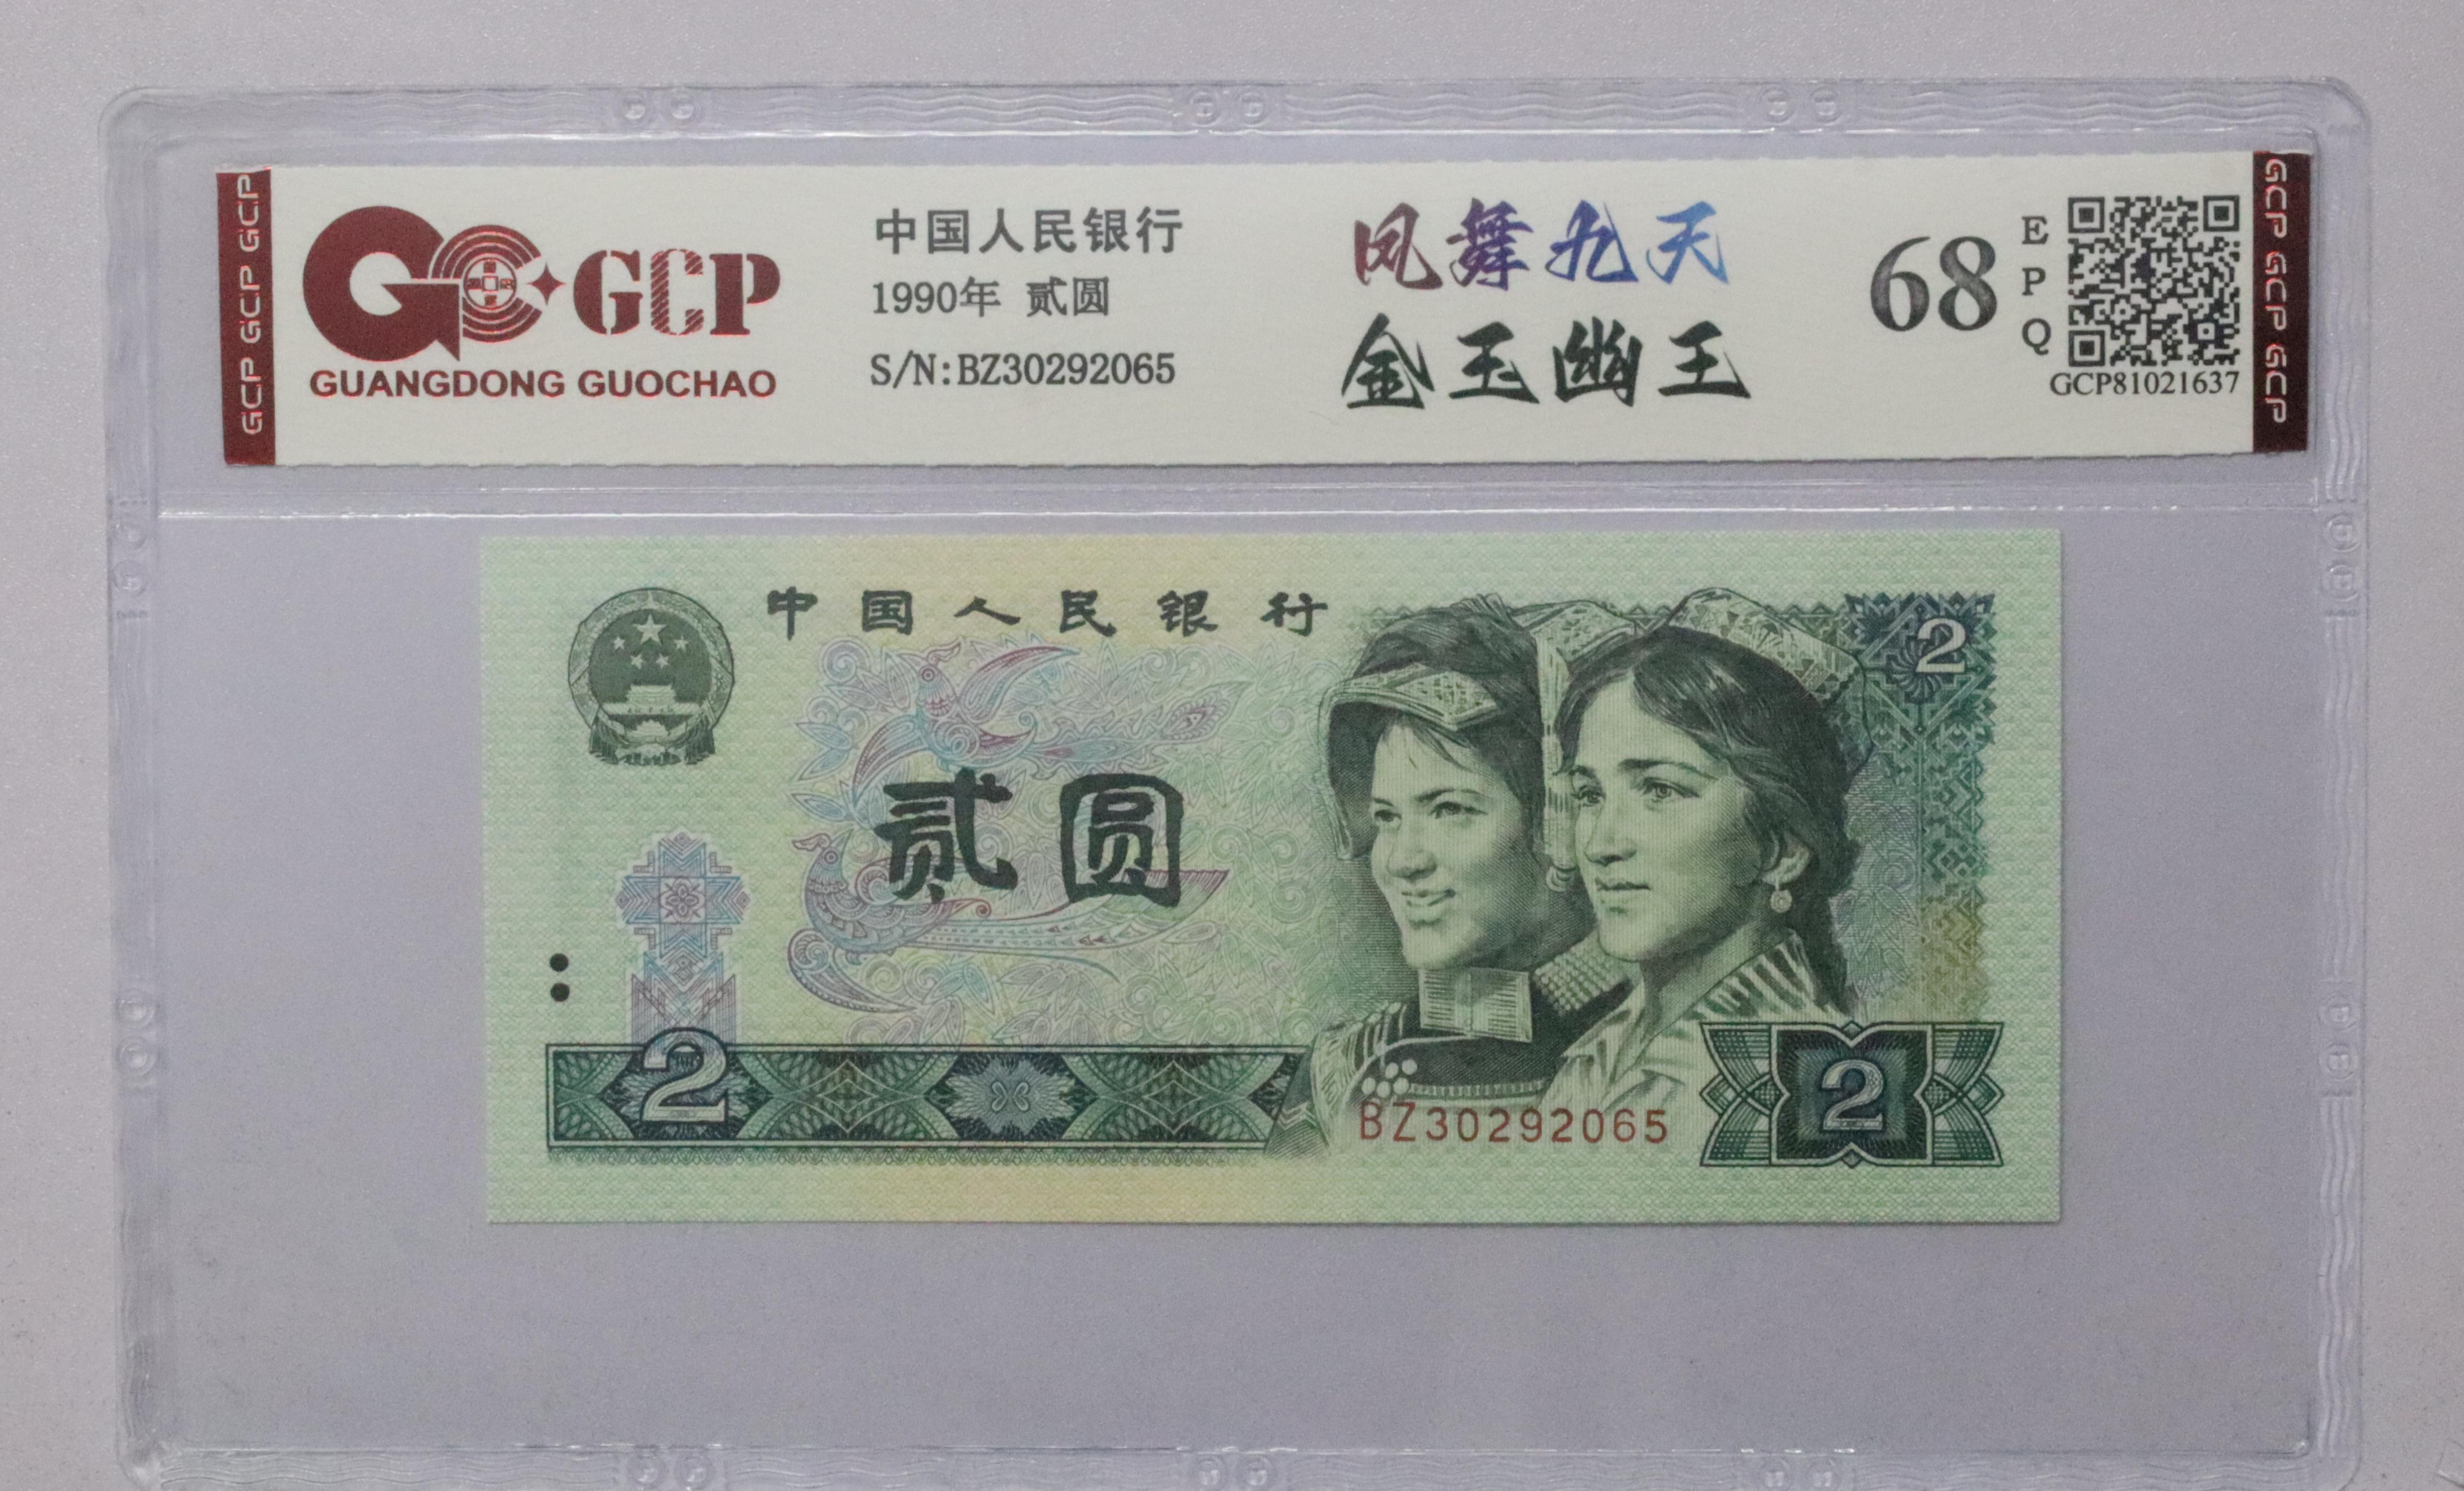 GCP GCP GCP
GCP
GUANGDONG GUOCHAO
中国人民银行
1990年 贰圆
S/N:BZ30292065
凤舞九天
金玉幽王
68
EPQ
GCP81021637
GCP GCP GCP
中国人民银行
2
贰圆
2
BZ30292065
2